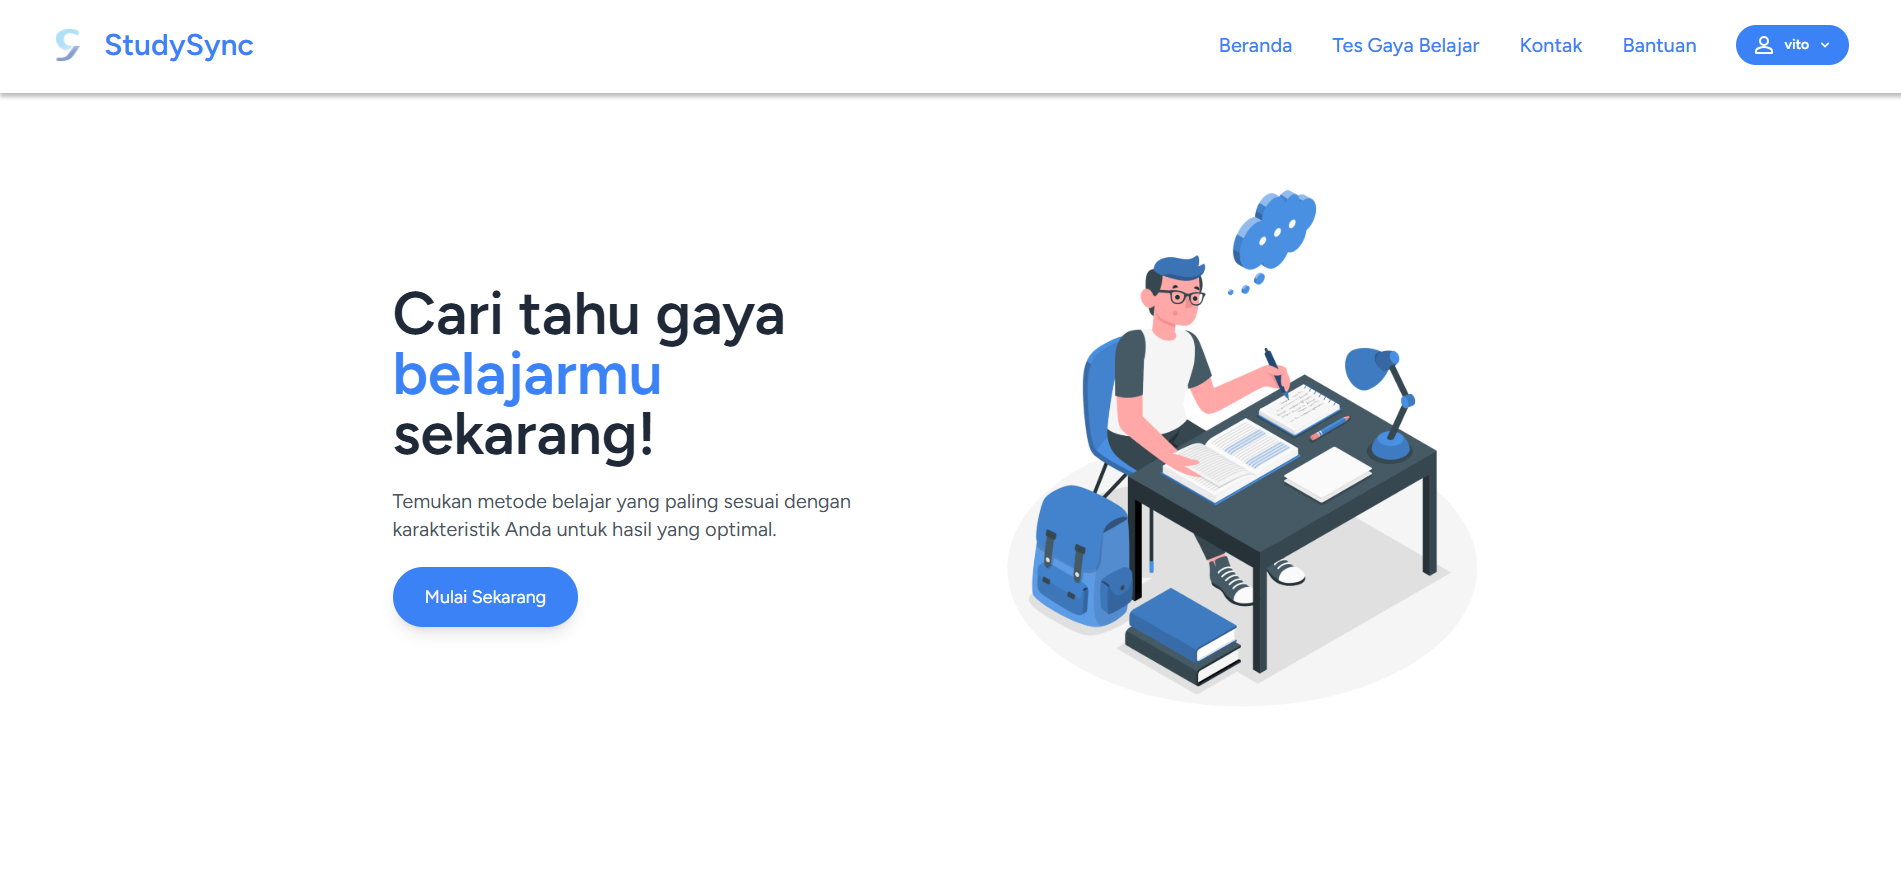 StudySync
Beranda
Tes Gaya Belajar
Kontak
Bantuan
vito
Cari tahu gaya
belajarmu
sekarang!
Temukan metode belajar yang paling sesuai dengan
karakteristik Anda untuk hasil yang optimal.
Mulai Sekarang